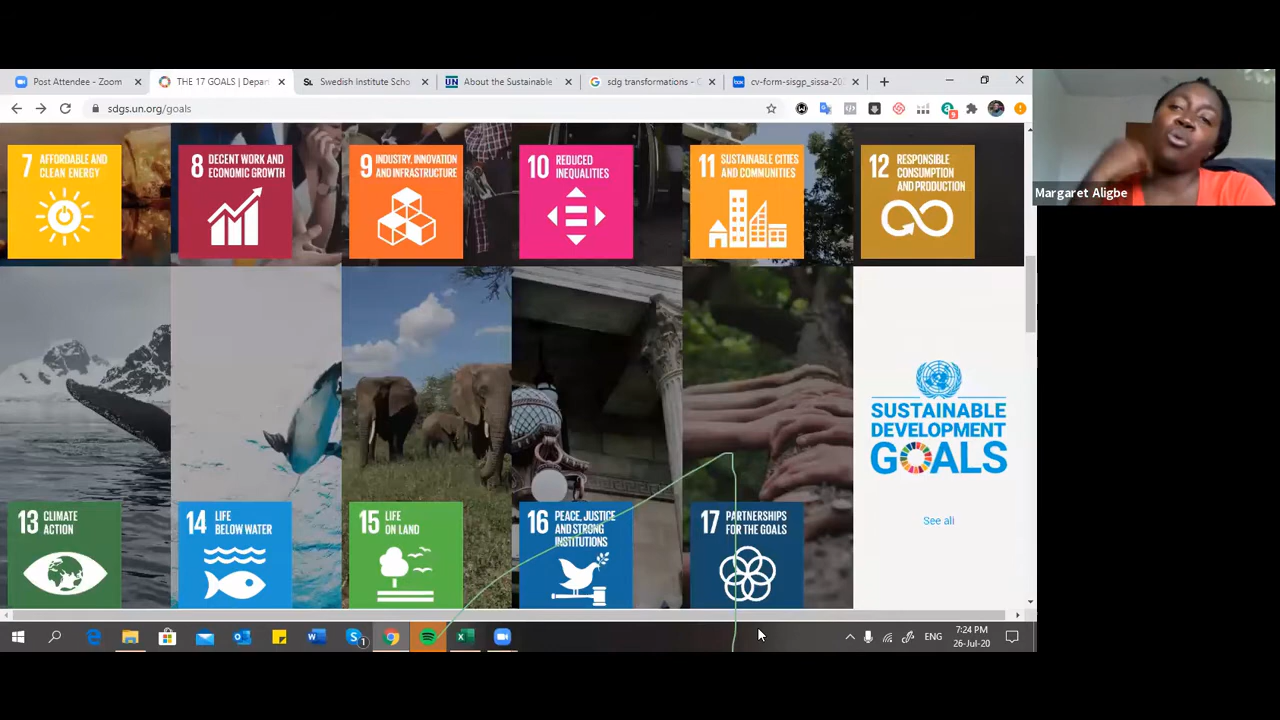 Post Attendee - Zoom
THE 17 GOALS | Depar
Swedish Institute Scho
UN
About the Sustainable
sdg transformations - G
cv-form-sisgp_sissa-20
sdgs.un.org/goals
7 AFFORDABLE AND
CLEAN ENERGY
8 DECENT WORK AND
ECONOMIC GROWTH
9 INDUSTRY, INNOVATION
AND INFRASTRUCTURE
10 REDUCED
INEQUALITIES
11 SUSTAINABLE CITIES
AND COMMUNITIES
12 RESPONSIBLE
CONSUMPTION
AND PRODUCTION
Margaret Aligbe
SUSTAINABLE
DEVELOPMENT
GOALS
See all
13 CLIMATE
ACTION
14 LIFE
BELOW WATER
15 LIFE
ON LAND
16 PEACE, JUSTICE
AND STRONG
INSTITUTIONS
17 PARTNERSHIPS
FOR THE GOALS
ENG
7:24 PM
26-Jul-20